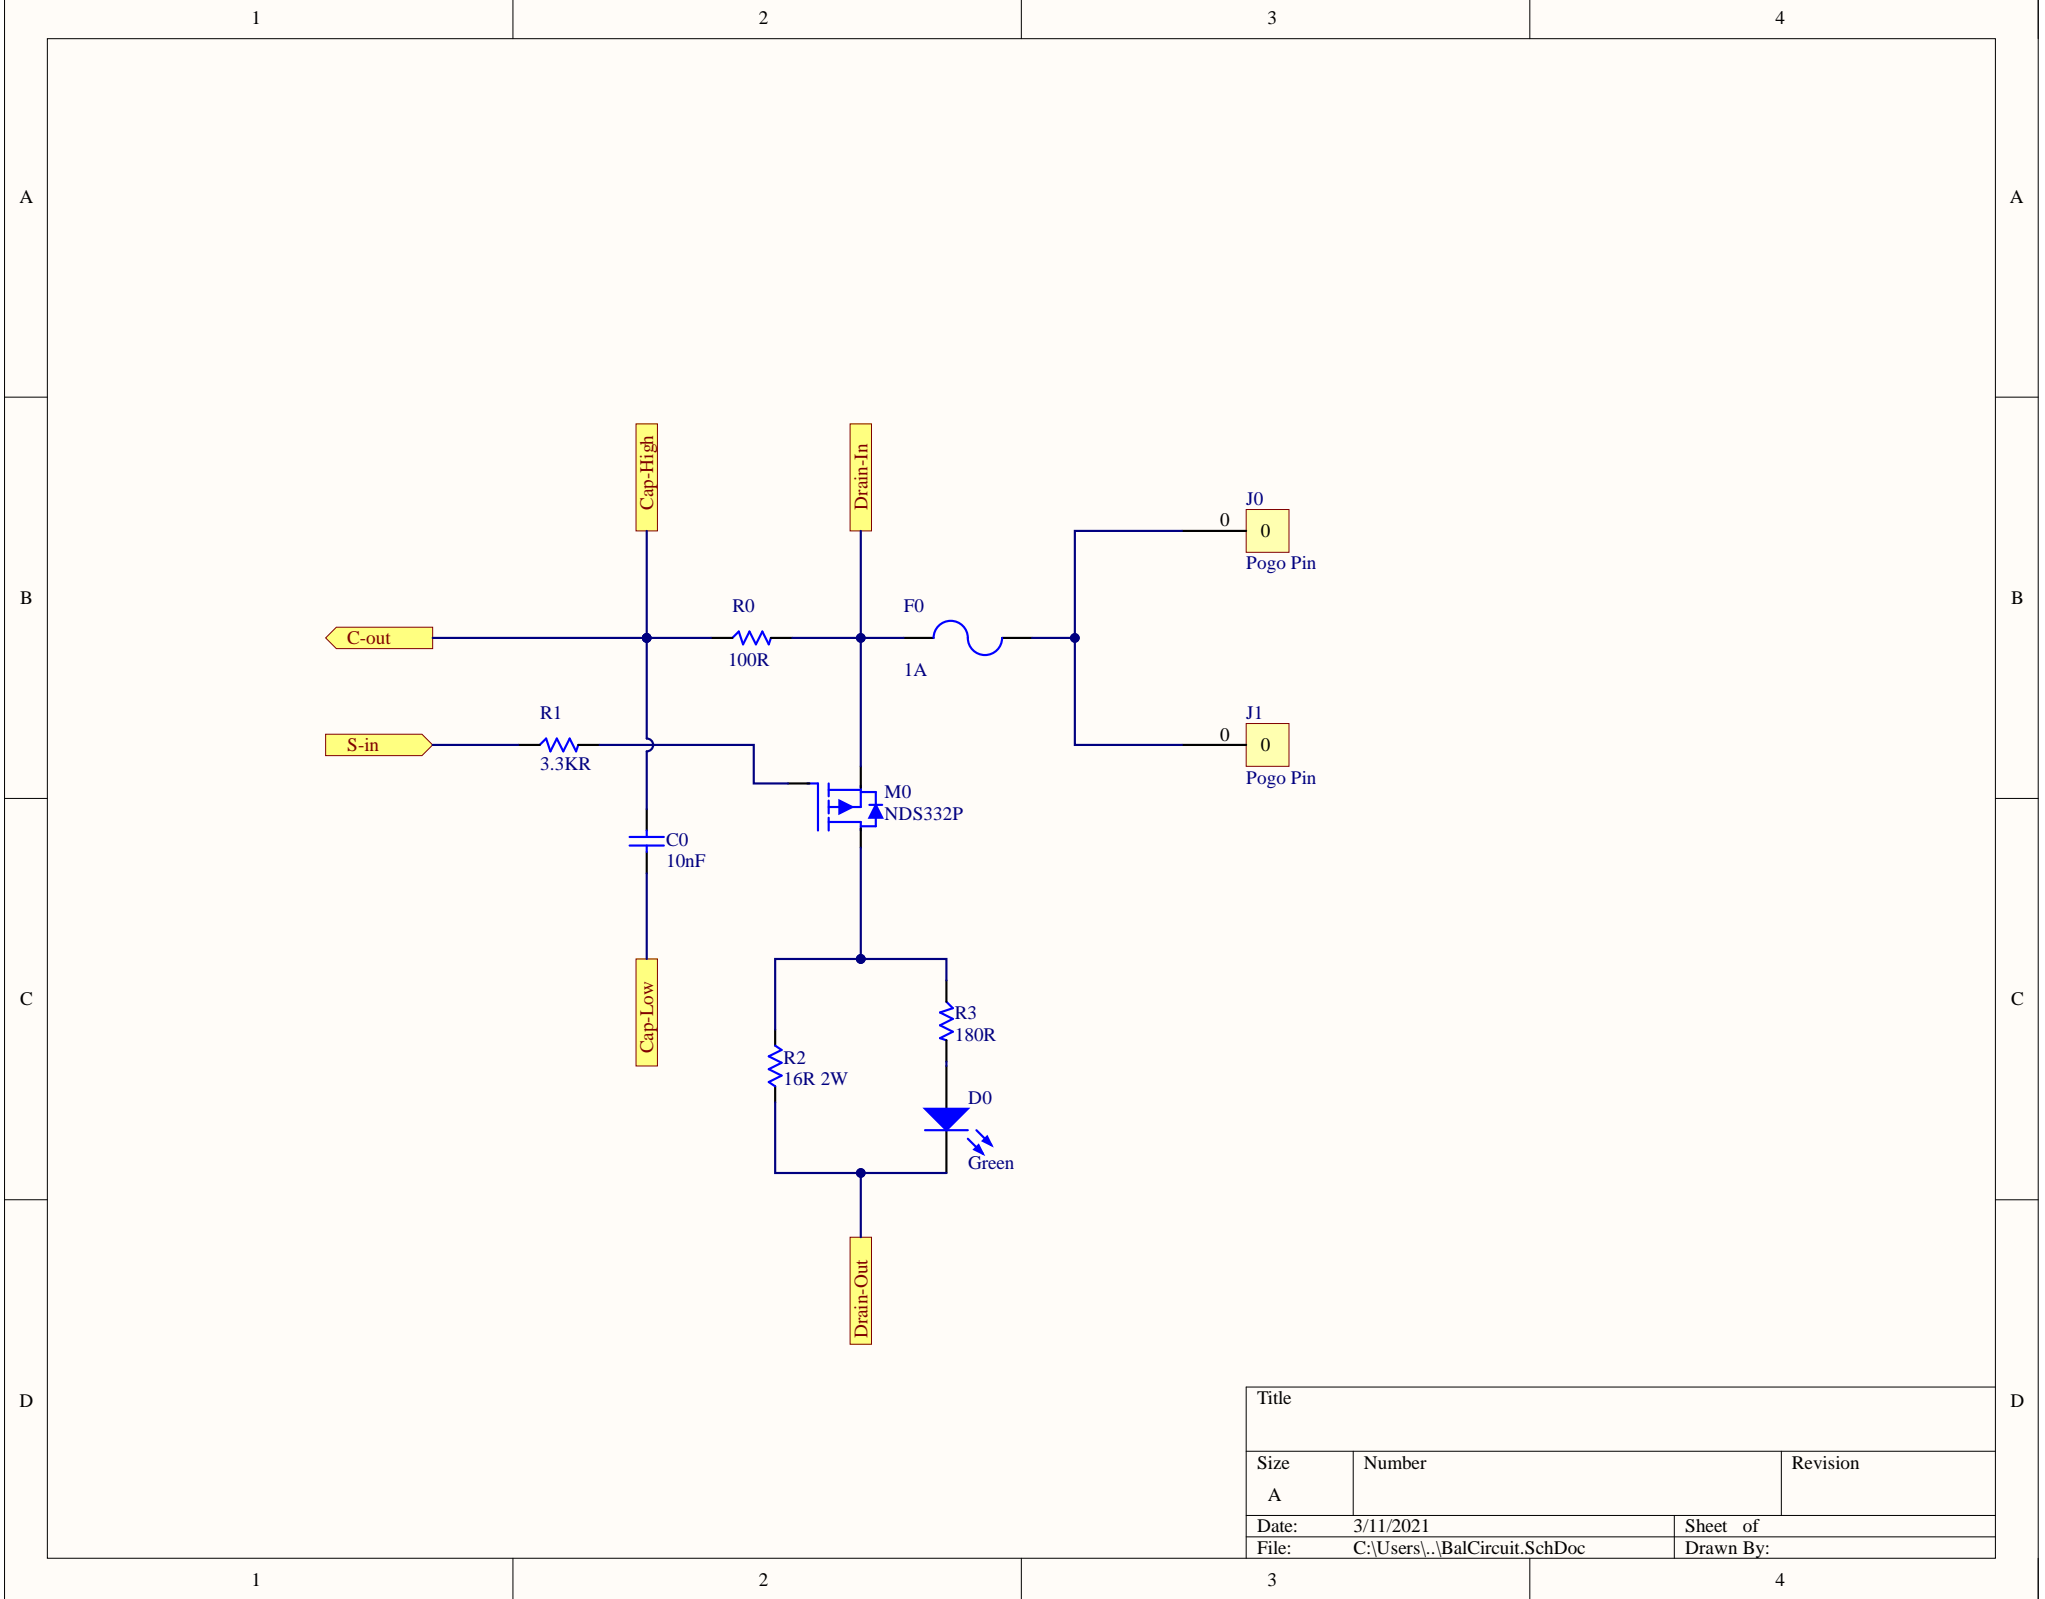 1 2 3 4
A A
Cap-High
Drain-In
J0
0 0
Pogo Pin
B B
R0
F0
C-out
100R
1A
R1
J1
S-in
0 0
3.3KR
Pogo Pin
M0
NDS332P
C0
10nF
C C
Cap-Low
R3
180R
R2
16R 2W
D0
Green
Drain-Out
D D
Title
Size Number Revision
A
Date: 3/11/2021 Sheet of
File: C:\Users\..\BalCircuit.SchDoc Drawn By:
1 2 3 4